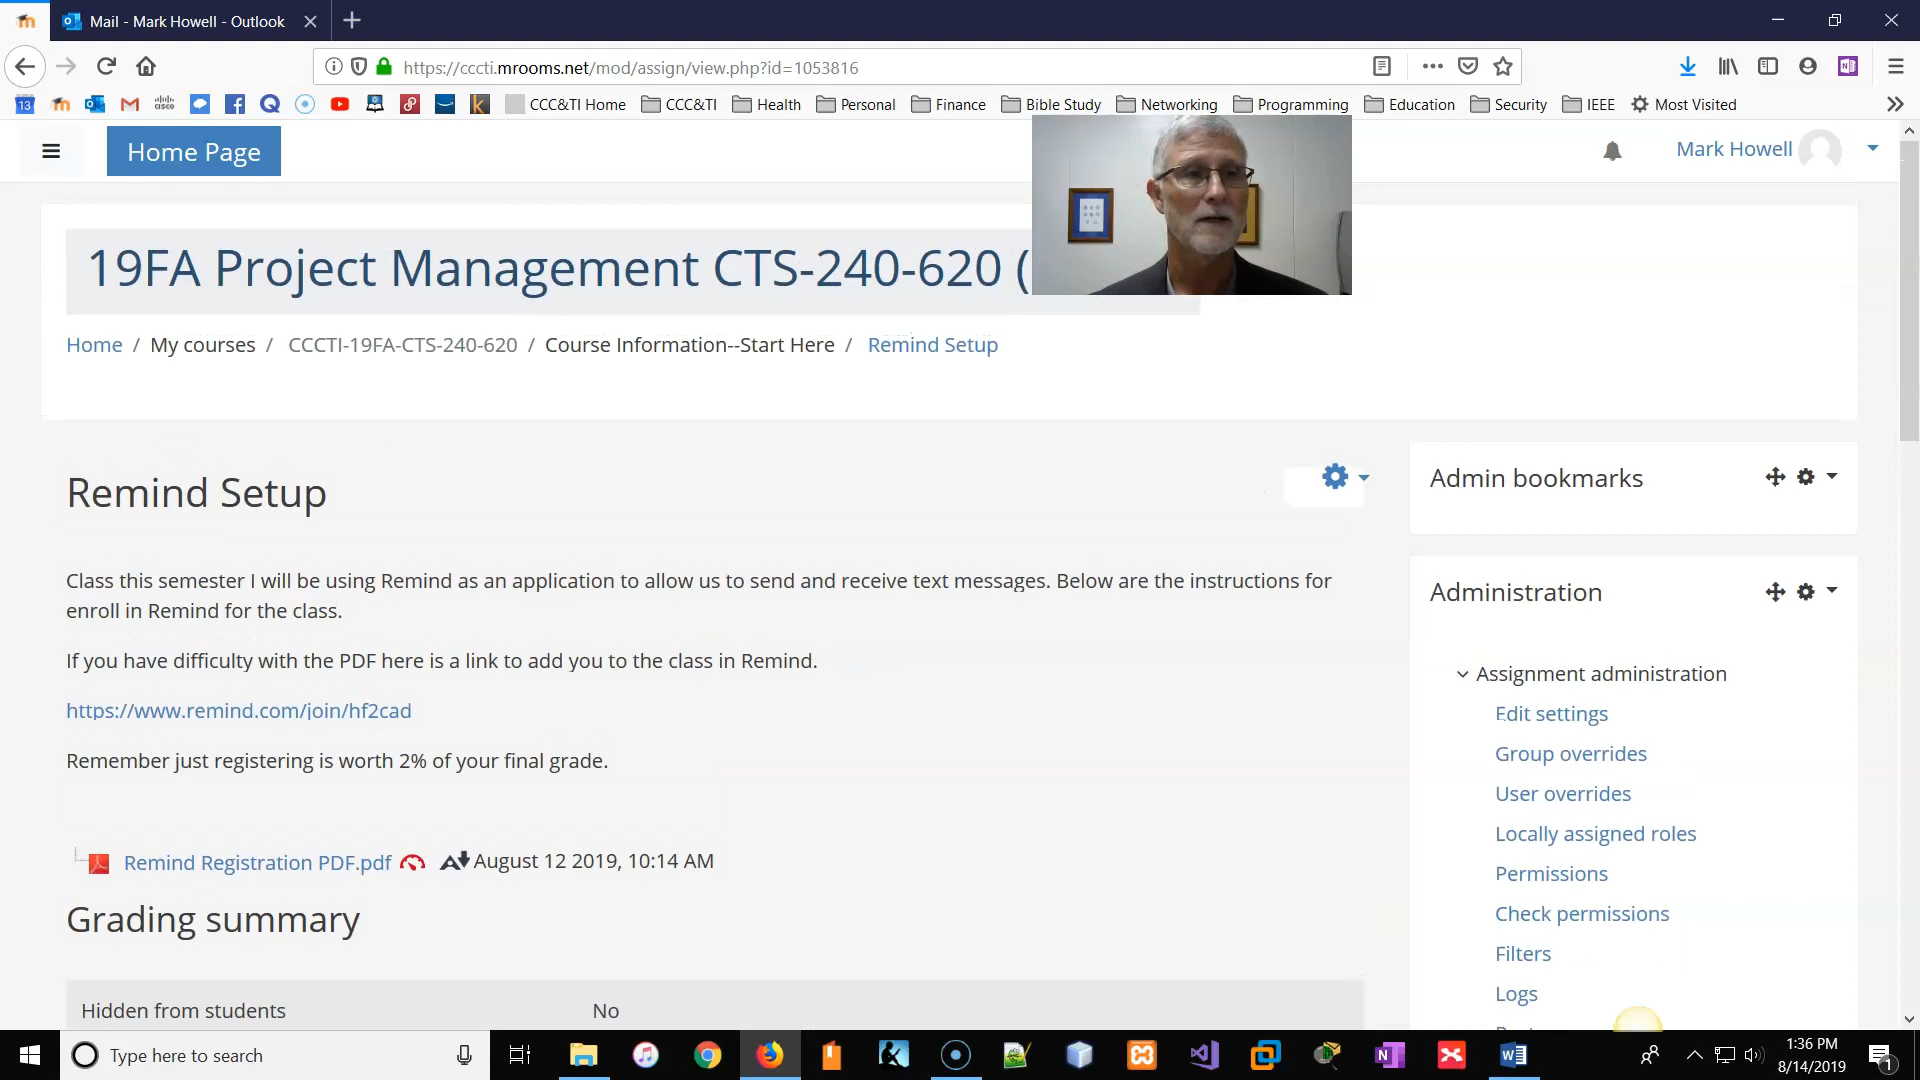 Mail - Mark Howell - Outlook
https://cccti.mrooms.net/mod/assign/view.php?id=1053816
13
CCC&TI Home
CCC&TI
Health
Personal
Finance
Bible Study
Networking
Programming
Education
Security
IEEE
Most Visited
Home Page
Mark Howell
19FA Project Management CTS-240-620 (
Home / My courses / CCCTI-19FA-CTS-240-620 / Course Information--Start Here / Remind Setup
Remind Setup
Class this semester I will be using Remind as an application to allow us to send and receive text messages. Below are the instructions for
enroll in Remind for the class.
If you have difficulty with the PDF here is a link to add you to the class in Remind.
https://www.remind.com/join/hf2cad
Remember just registering is worth 2% of your final grade.
Remind Registration PDF.pdf August 12 2019, 10:14 AM
Grading summary
Hidden from students No
Admin bookmarks
Administration
Assignment administration
Edit settings
Group overrides
User overrides
Locally assigned roles
Permissions
Check permissions
Filters
Logs
Type here to search
1:36 PM
8/14/2019
1